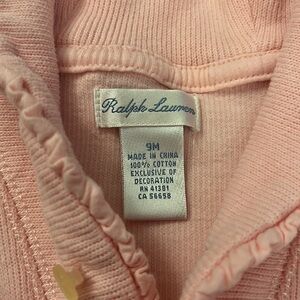 Ralph Lauren
9M
MADE IN CHINA
100% COTTON
EXCLUSIVE OF
DECORATION
RN 41381
CA 56658